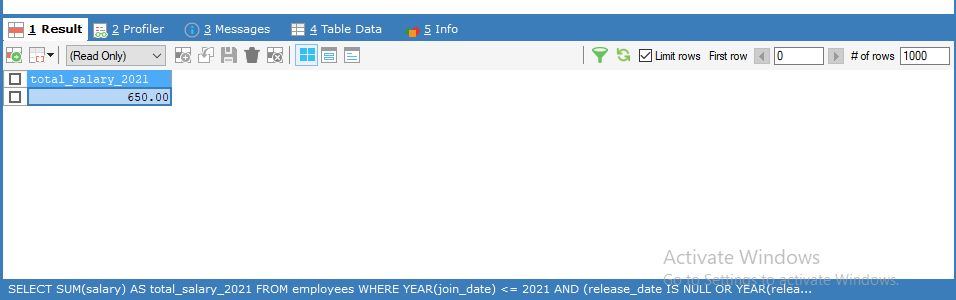 1 Result 2 Profiler 3 Messages 4 Table Data 5 Info
(Read Only) Limit rows First row 0 # of rows 1000
total_salary_2021
650.00
Activate Windows
Go to Settings to activate Windows.
SELECT SUM(salary) AS total_salary_2021 FROM employees WHERE YEAR(join_date) <= 2021 AND (release_date IS NULL OR YEAR(relea...